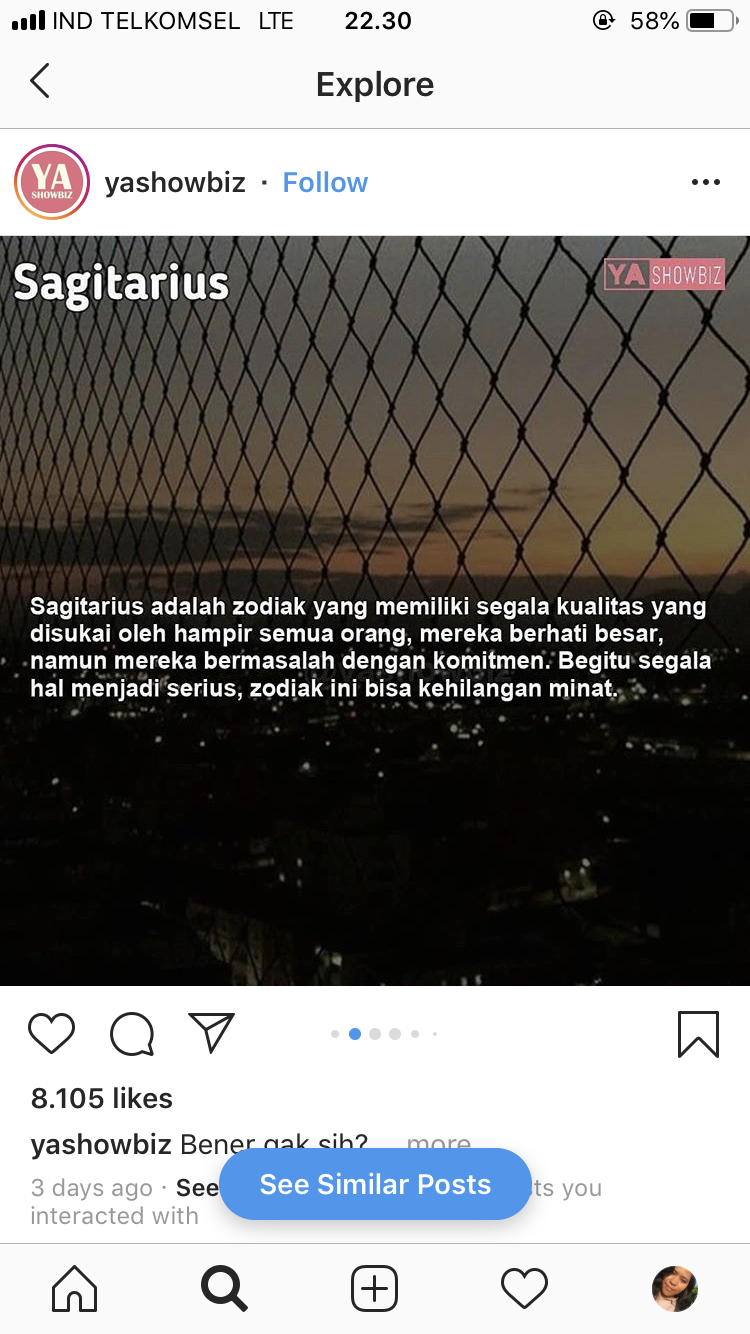 IND TELKOMSEL LTE 22.30 58%
Explore
YA
SHOWBIZ
yashowbiz · Follow
Sagitarius
YA SHOWBIZ
Sagitarius adalah zodiak yang memiliki segala kualitas yang
disukai oleh hampir semua orang, mereka berhati besar,
namun mereka bermasalah dengan komitmen. Begitu segala
hal menjadi serius, zodiak ini bisa kehilangan minat.
8.105 likes
yashowbiz Bener gak sih? ... more
3 days ago · See ts you
See Similar Posts
interacted with